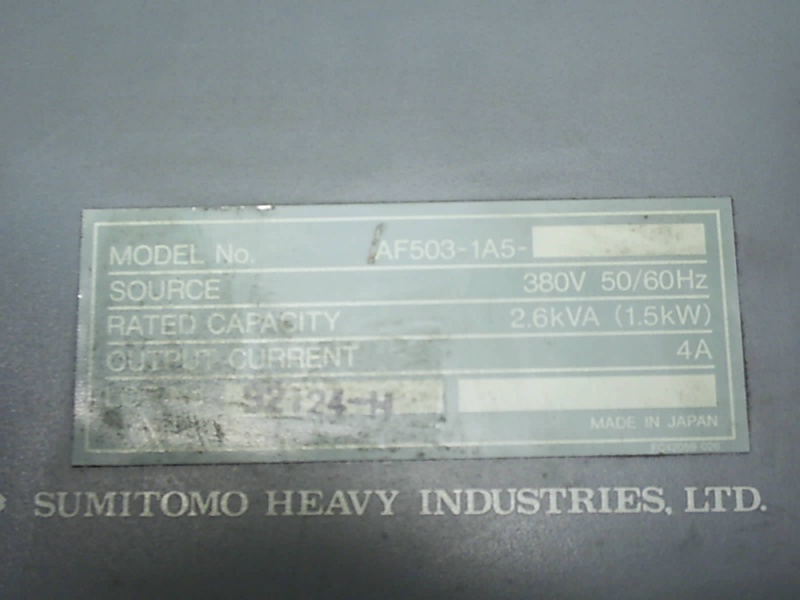 MODEL No. AF503-1A5-
SOURCE 380V 50/60Hz
RATED CAPACITY 2.6kVA (1.5kW)
OUTPUT CURRENT 4A
92124-H
MADE IN JAPAN
SUMITOMO HEAVY INDUSTRIES, LTD.